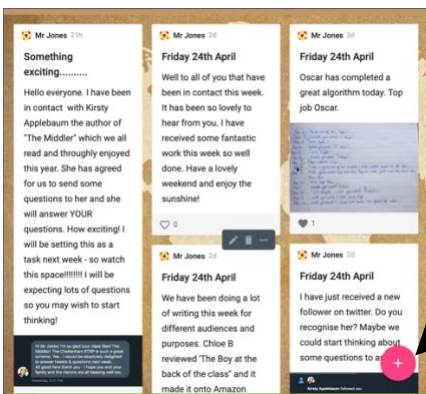 Mr Jones 21h
Something
exciting..........
Hello everyone. I have been
in contact with Kirsty
Applebaum the author of
"The Middler" which we all
read and throughly enjoyed
this year. She has agreed
for us to send some
questions to her and she
will answer YOUR
questions. How exciting! I
will be setting this as a
task next week - so watch
this space!!!!!!!! I will be
expecting lots of questions
so you may wish to start
thinking!
Mr Jones 2d
Friday 24th April
Well to all of you that have
been in contact this week.
It has been so lovely to
hear from you. I have
received some fantastic
work this week so well
done. Have a lovely
weekend and enjoy the
sunshine!
0
Mr Jones 2d
Friday 24th April
We have been doing a lot
of writing this week for
different audiences and
purposes. Chloe B
reviewed 'The Boy at the
back of the class" and it
made it onto Amazon
Mr Jones 2d
Friday 24th April
Oscar has completed a
great algorithm today. Top
job Oscar.
1
Mr Jones 2d
Friday 24th April
I have just received a new
follower on twitter. Do you
recognise her? Maybe we
could start thinking about
some questions to